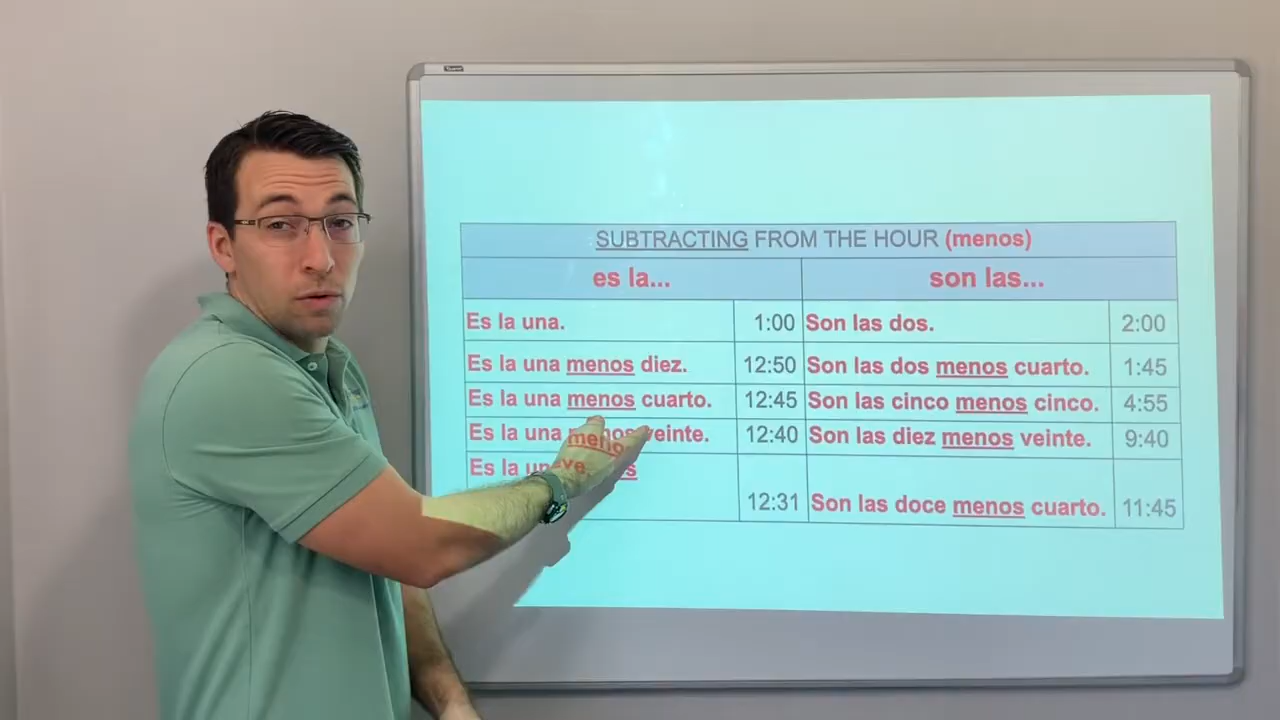 SUBTRACTING FROM THE HOUR (menos)
es la... son las...
Es la una. 1:00 Son las dos. 2:00
Es la una menos diez. 12:50 Son las dos menos cuarto. 1:45
Es la una menos cuarto. 12:45 Son las cinco menos cinco. 4:55
Es la una menos veinte. 12:40 Son las diez menos veinte. 9:40
Es la
12:31 Son las doce menos cuarto. 11:45